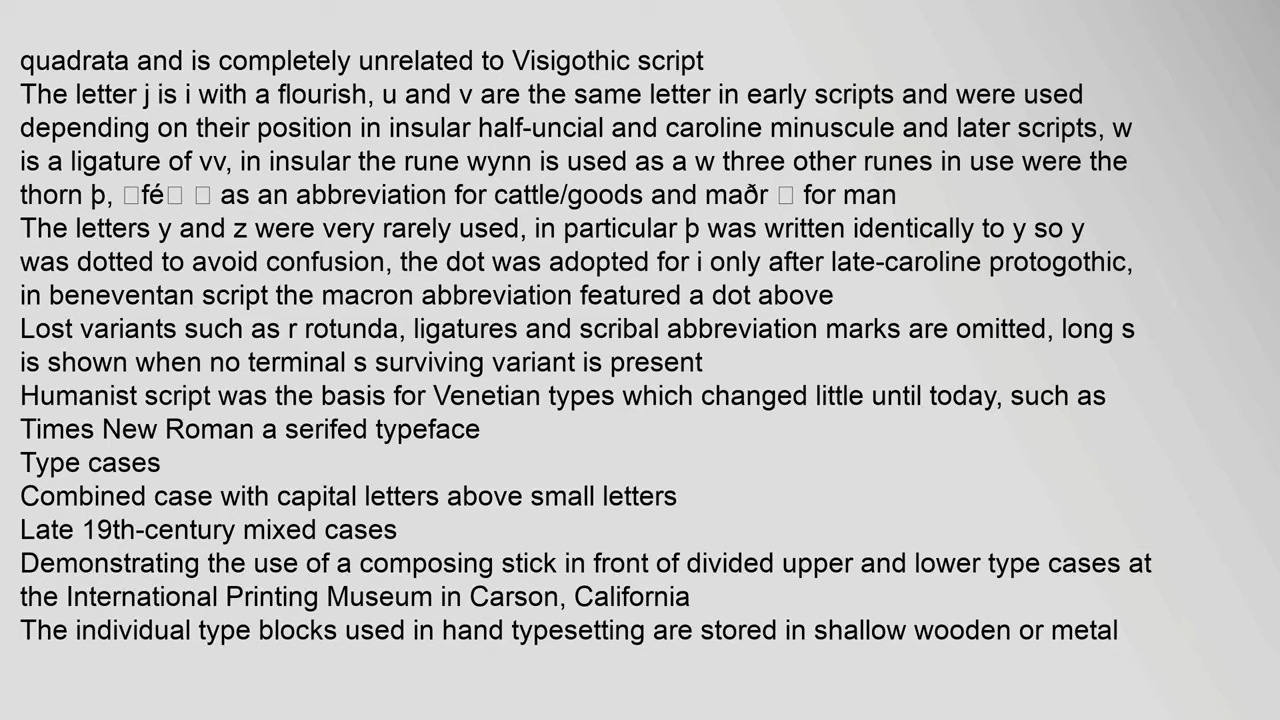 quadrata and is completely unrelated to Visigothic script
The letter j is i with a flourish, u and v are the same letter in early scripts and were used
depending on their position in insular half-uncial and caroline minuscule and later scripts, w
is a ligature of vv, in insular the rune wynn is used as a w three other runes in use were the
thorn þ, □fé□ □ as an abbreviation for cattle/goods and maðr □ for man
The letters y and z were very rarely used, in particular þ was written identically to y so y
was dotted to avoid confusion, the dot was adopted for i only after late-caroline protogothic,
in beneventan script the macron abbreviation featured a dot above
Lost variants such as r rotunda, ligatures and scribal abbreviation marks are omitted, long s
is shown when no terminal s surviving variant is present
Humanist script was the basis for Venetian types which changed little until today, such as
Times New Roman a serifed typeface
Type cases
Combined case with capital letters above small letters
Late 19th-century mixed cases
Demonstrating the use of a composing stick in front of divided upper and lower type cases at
the International Printing Museum in Carson, California
The individual type blocks used in hand typesetting are stored in shallow wooden or metal